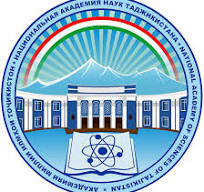 НАЦИОНАЛЬНАЯ АКАДЕМИЯ НАУК ТАДЖИКИСТАНА
NATIONAL ACADEMY OF SCIENCES OF TAJIKISTAN
АКАДЕМИЯИ МИЛЛИИ ИЛМҲОИ ТОҶИКИСТОН